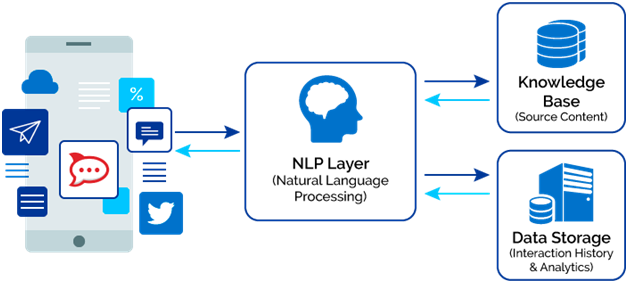 %
NLP Layer
(Natural Language
Processing)
Knowledge
Base
(Source Content)
Data Storage
(Interaction History
& Analytics)